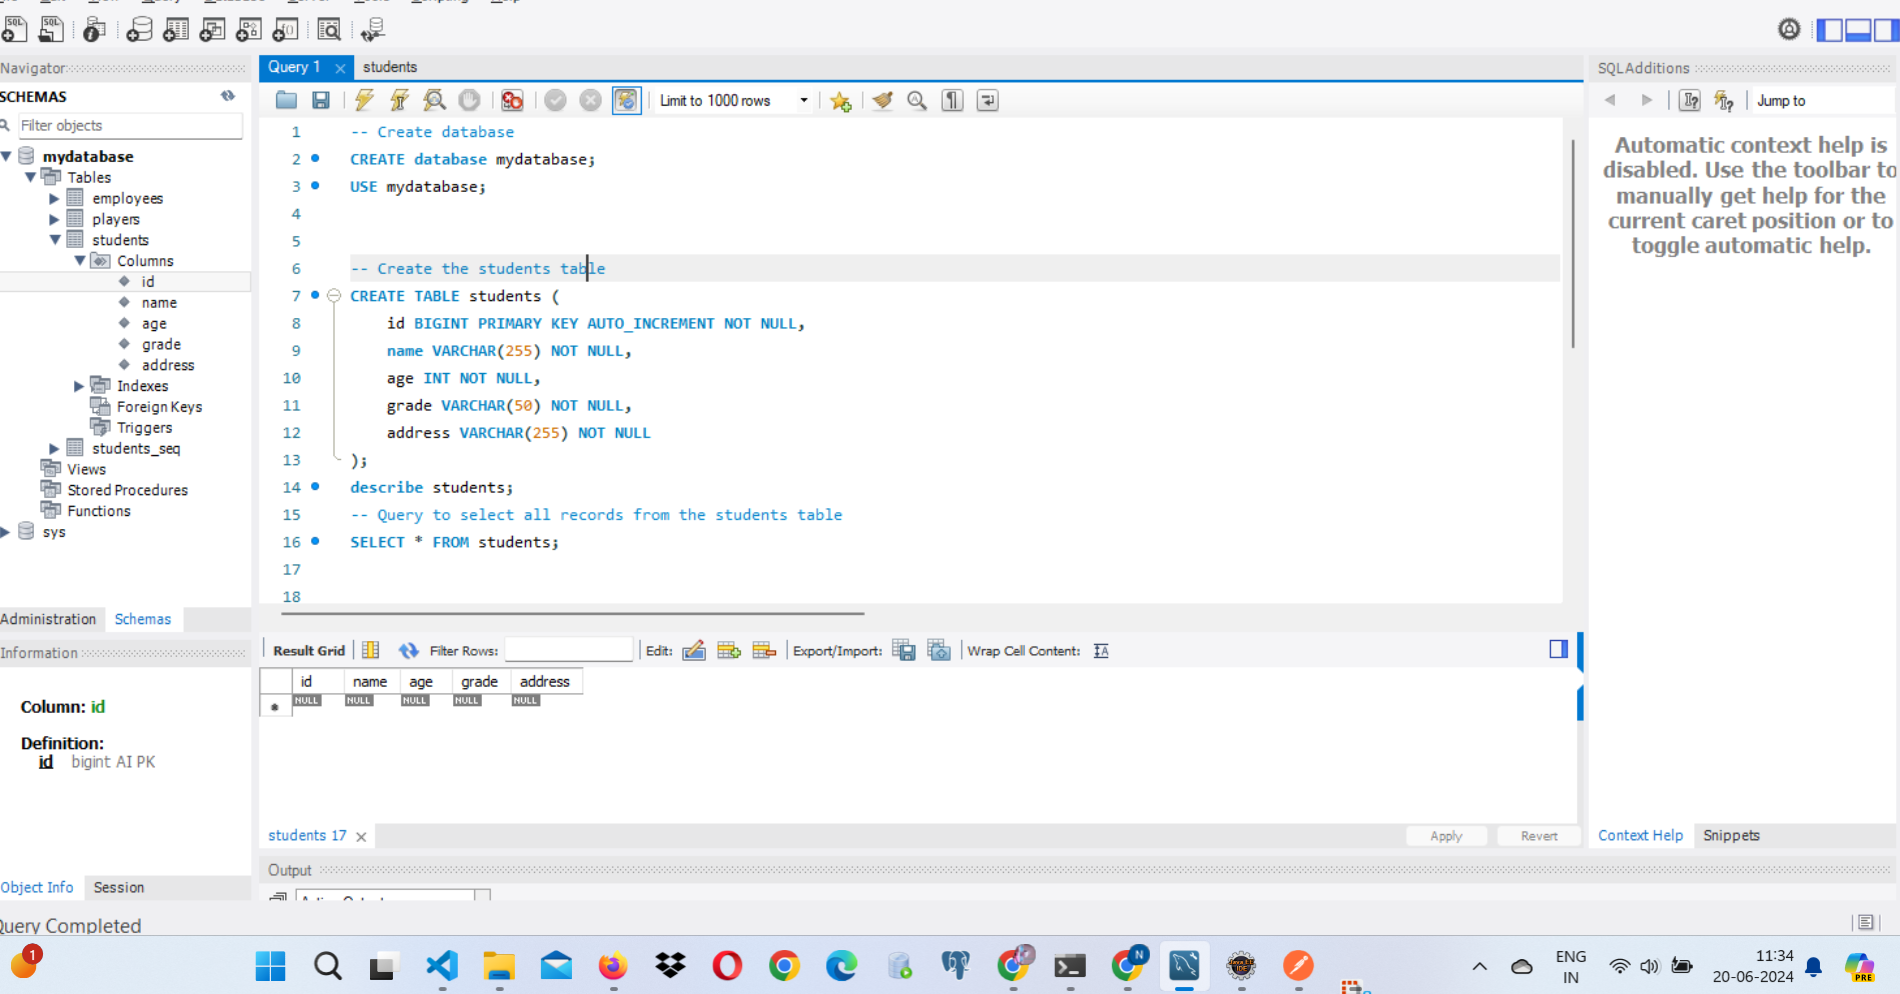 SQL
SQL
Navigator
SCHEMAS
Filter objects
mydatabase
Tables
employees
players
students
Columns
id
name
age
grade
address
Indexes
Foreign Keys
Triggers
students_seq
Views
Stored Procedures
Functions
sys
Administration
Schemas
Information
Column: id
Definition:
id bigint AI PK
Object Info
Session
Query 1
students
Limit to 1000 rows
1 -- Create database
2 CREATE database mydatabase;
3 USE mydatabase;
4
5
6 -- Create the students table
7 CREATE TABLE students (
8 id BIGINT PRIMARY KEY AUTO_INCREMENT NOT NULL,
9 name VARCHAR(255) NOT NULL,
10 age INT NOT NULL,
11 grade VARCHAR(50) NOT NULL,
12 address VARCHAR(255) NOT NULL
13 );
14 describe students;
15 -- Query to select all records from the students table
16 SELECT * FROM students;
17
18
Result Grid
Filter Rows:
Edit:
Export/Import:
Wrap Cell Content:
id name age grade address
NULL NULL NULL NULL NULL
students 17
Apply
Revert
Output
SQLAdditions
Jump to
Automatic context help is
disabled. Use the toolbar to
manually get help for the
current caret position or to
toggle automatic help.
Context Help
Snippets
Query Completed
1
N
ENG
IN
11:34
20-06-2024
PRE